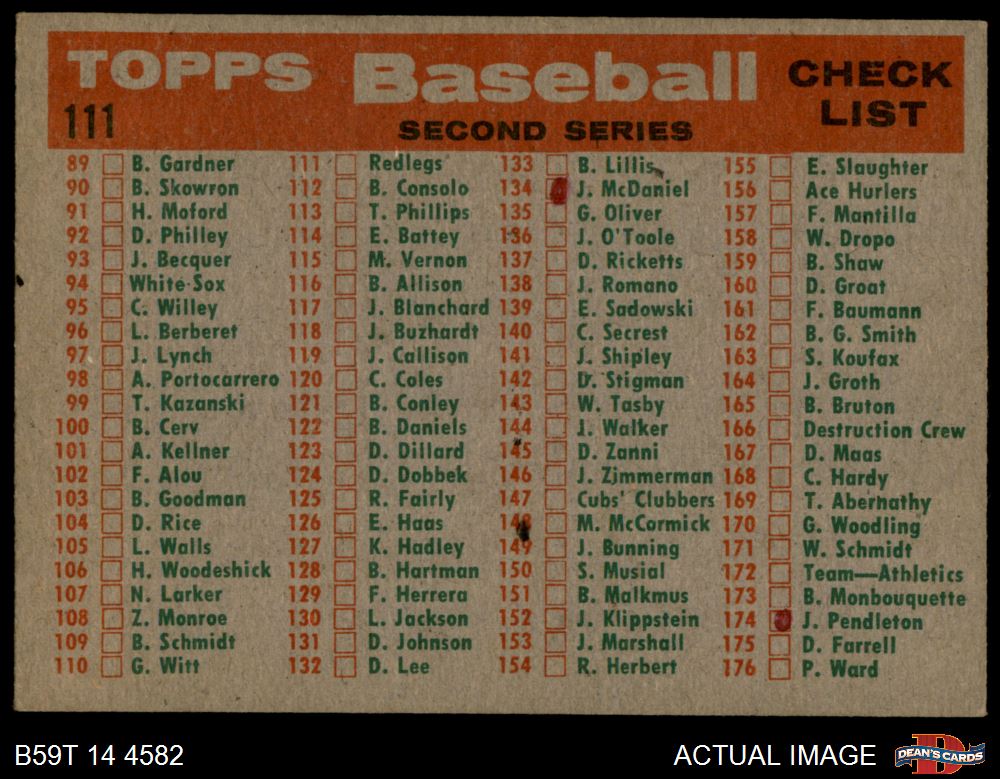 TOPPS Baseball CHECK LIST
111
SECOND SERIES
89 B. Gardner
90 B. Skowron
91 H. Moford
92 D. Philley
93 J. Becquer
94 White Sox
95 C. Willey
96 L. Berberet
97 J. Lynch
98 A. Portocarrero
99 T. Kazanski
100 B. Cerv
101 A. Kellner
102 F. Alou
103 B. Goodman
104 D. Rice
105 L. Walls
106 H. Woodeshick
107 N. Larker
108 Z. Monroe
109 B. Schmidt
110 G. Witt
111 Redlegs
112 B. Consolo
113 T. Phillips
114 E. Battey
115 M. Vernon
116 B. Allison
117 J. Blanchard
118 J. Buzhardt
119 J. Callison
120 C. Coles
121 B. Conley
122 B. Daniels
123 D. Dillard
124 D. Dobbek
125 R. Fairly
126 E. Haas
127 K. Hadley
128 B. Hartman
129 F. Herrera
130 L. Jackson
131 D. Johnson
132 D. Lee
133 B. Lillis
134 J. McDaniel
135 G. Oliver
136 J. O'Toole
137 D. Ricketts
138 J. Romano
139 E. Sadowski
140 C. Secrest
141 J. Shipley
142 D. Stigman
143 W. Tasby
144 J. Walker
145 D. Zanni
146 J. Zimmerman
147 Cubs' Clubbers
148 M. McCormick
149 J. Bunning
150 S. Musial
151 B. Malkmus
152 J. Klippstein
153 J. Marshall
154 R. Herbert
155 E. Slaughter
156 Ace Hurlers
157 F. Mantilla
158 W. Dropo
159 B. Shaw
160 D. Groat
161 F. Baumann
162 B. G. Smith
163 S. Koufax
164 J. Groth
165 B. Bruton
166 Destruction Crew
167 D. Maas
168 C. Hardy
169 T. Abernathy
170 G. Woodling
171 W. Schmidt
172 Team—Athletics
173 B. Monbouquette
174 J. Pendleton
175 D. Farrell
176 P. Ward
B59T 14 4582
ACTUAL IMAGE
DEAN'S CARDS